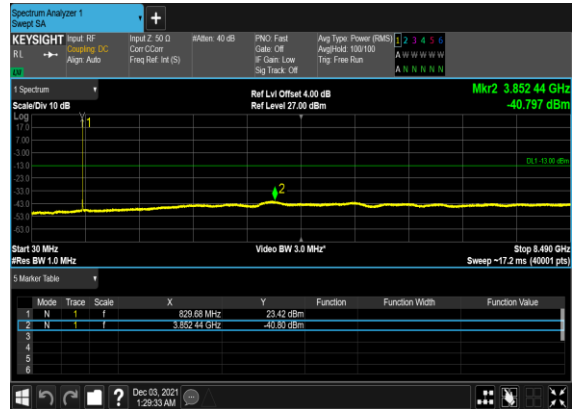 Spectrum Analyzer 1
Swept SA
+
KEYSIGHT Input: RF Input Z: 50 Ω #Atten: 40 dB PNO: Fast Avg Type: Power (RMS) 1 2 3 4 5 6
RL Coupling: DC Corr CCorr Gate: Off Avg|Hold: 100/100 A W W W W W
Align: Auto Freq Ref: Int (S) IF Gain: Low Trig: Free Run
Sig Track: Off A N N N N N
1 Spectrum Ref Lvl Offset 4.00 dB Mkr2 3.852 44 GHz
Scale/Div 10 dB Ref Level 27.00 dBm -40.797 dBm
Log
17.0 1
7.00
-3.00
-13.0 DL1 -13.00 dBm
-23.0
-33.0 2
-43.0
-53.0
-63.0
Start 30 MHz Video BW 3.0 MHz* Stop 8.490 GHz
#Res BW 1.0 MHz Sweep ~17.2 ms (40001 pts)
5 Marker Table
Mode Trace Scale X Y Function Function Width Function Value
1 N 1 f 829.68 MHz 23.42 dBm
2 N 1 f 3.852 44 GHz -40.80 dBm
3
4
5
6
? Dec 03, 2021
1:29:33 AM